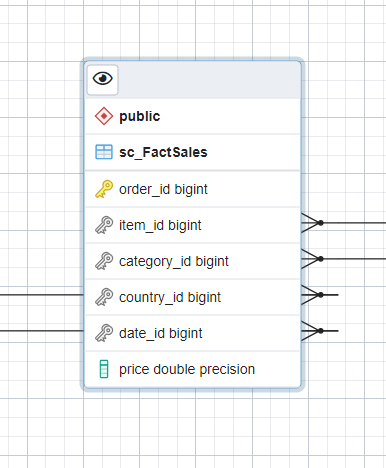 public
sc_FactSales
order_id bigint
item_id bigint
category_id bigint
country_id bigint
date_id bigint
price double precision